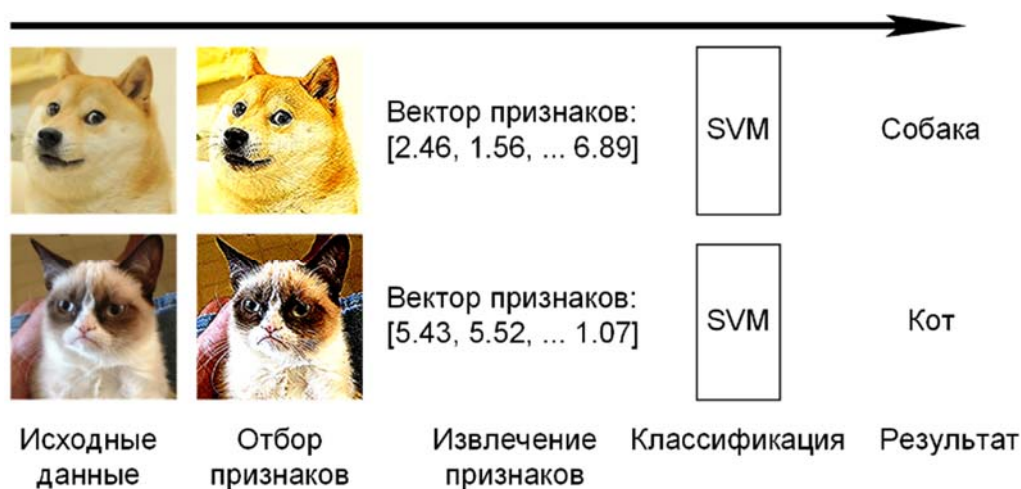 Вектор признаков:
[2.46, 1.56, ... 6.89]
SVM
Собака
Вектор признаков:
[5.43, 5.52, ... 1.07]
SVM
Кот
Исходные
данные
Отбор
признаков
Извлечение
признаков
Классификация
Результат